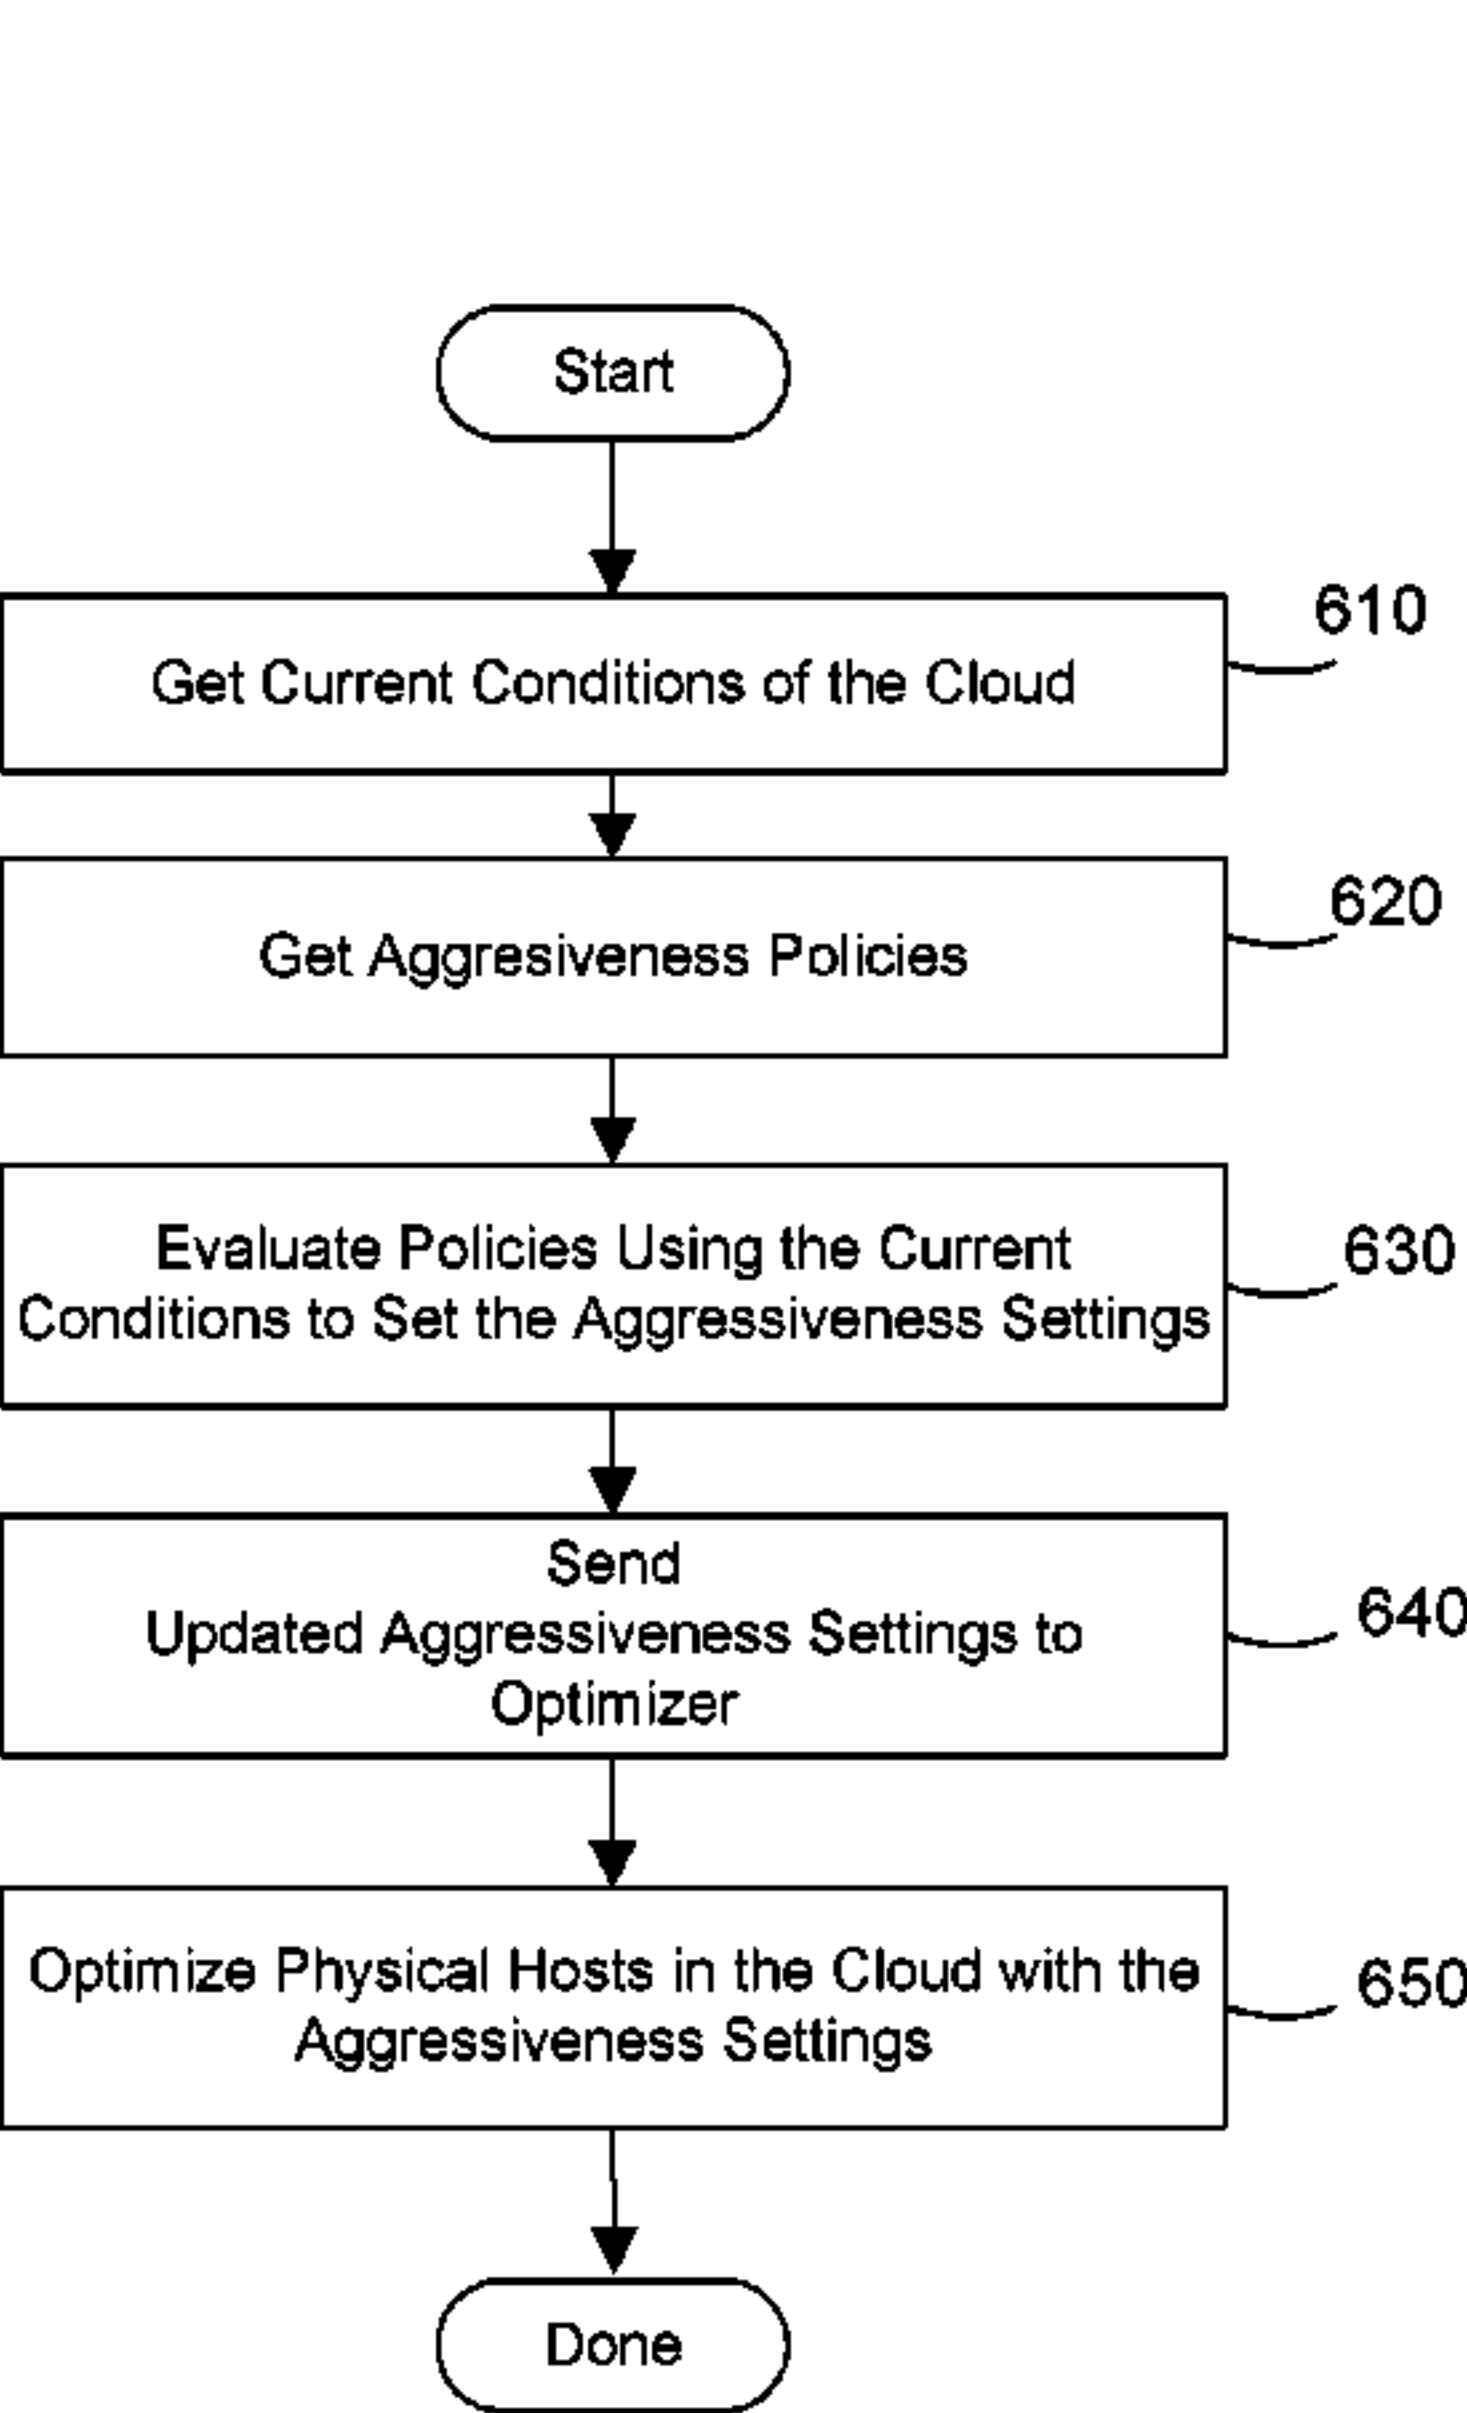 Start
Get Current Conditions of the Cloud
610
Get Aggresiveness Policies
620
Evaluate Policies Using the Current
Conditions to Set the Aggressiveness Settings
630
Send
Updated Aggressiveness Settings to
Optimizer
640
Optimize Physical Hosts in the Cloud with the
Aggressiveness Settings
650
Done